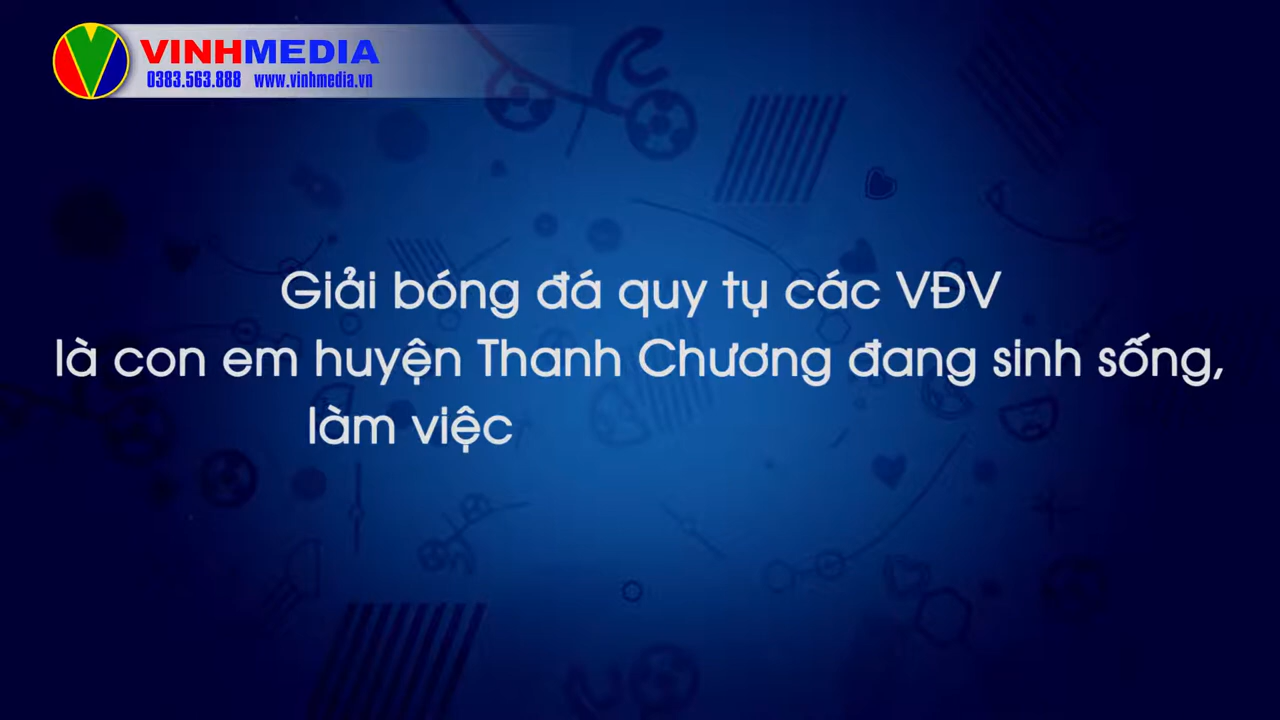 VINHMEDIA
0383.563.888 www.vinhmedia.vn
Giải bóng đá quy tụ các VĐV
là con em huyện Thanh Chương đang sinh sống,
làm việc